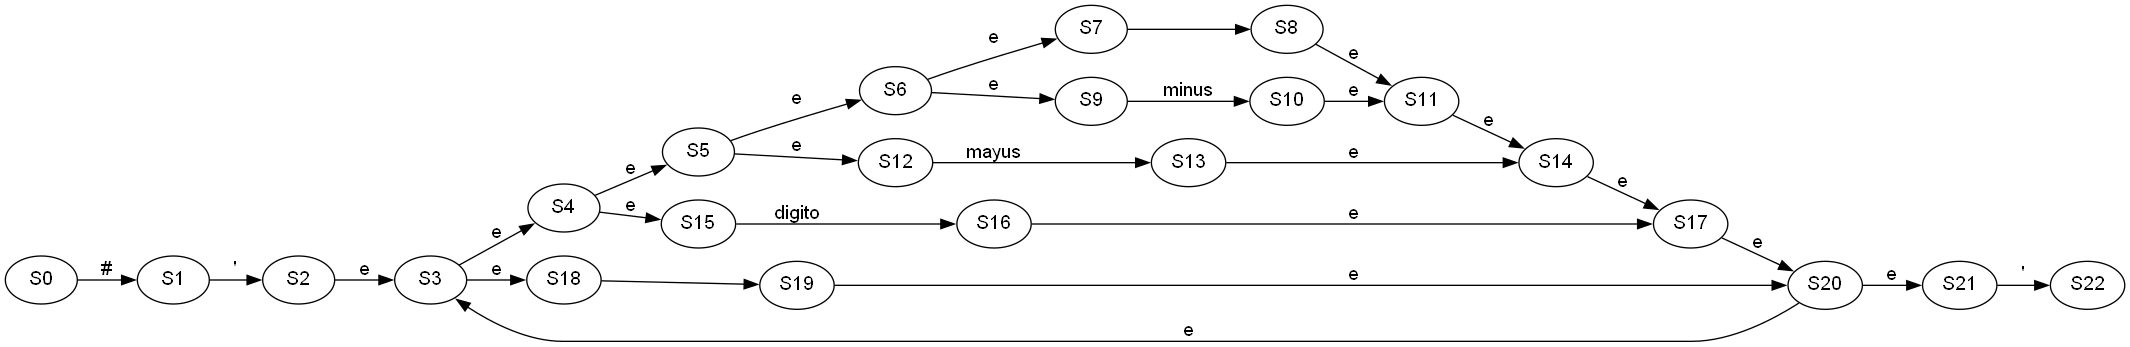 S7 S8
e e
S6 e S9 minus S10 e S11
e e
S5 e S12 mayus S13 e S14
e e
S4 e S15 digito S16 e S17
e e
S0 # S1 ' S2 e S3 e S18 S19 e S20 e S21 ' S22
e